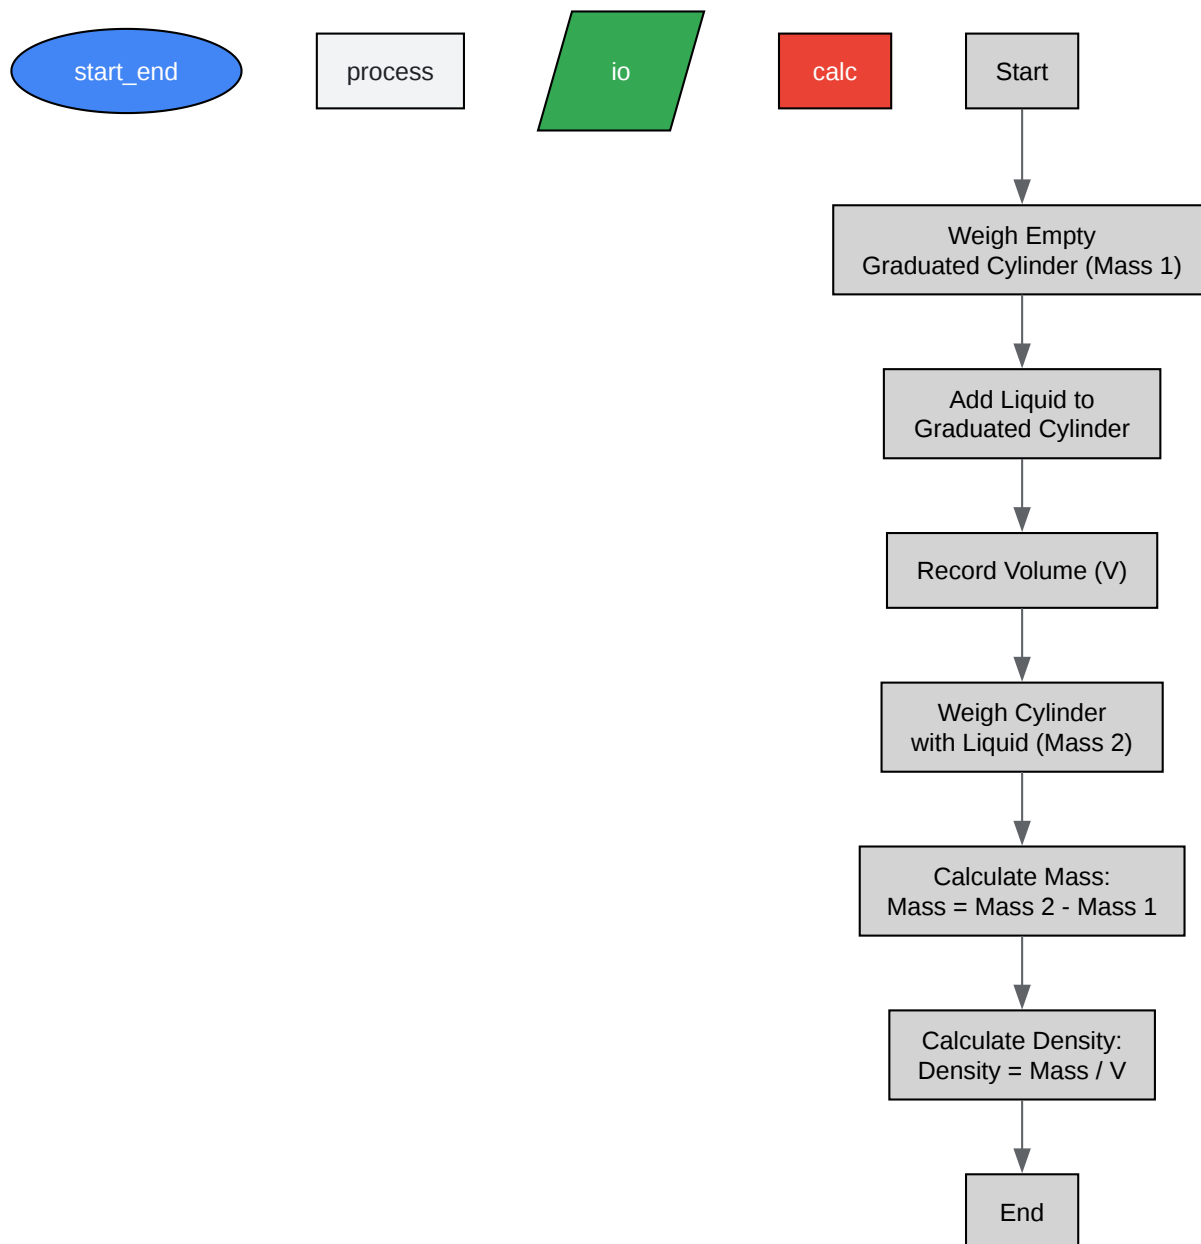 start_end
process
io
calc
Start
Weigh Empty
Graduated Cylinder (Mass 1)
Add Liquid to
Graduated Cylinder
Record Volume (V)
Weigh Cylinder
with Liquid (Mass 2)
Calculate Mass:
Mass = Mass 2 - Mass 1
Calculate Density:
Density = Mass / V
End